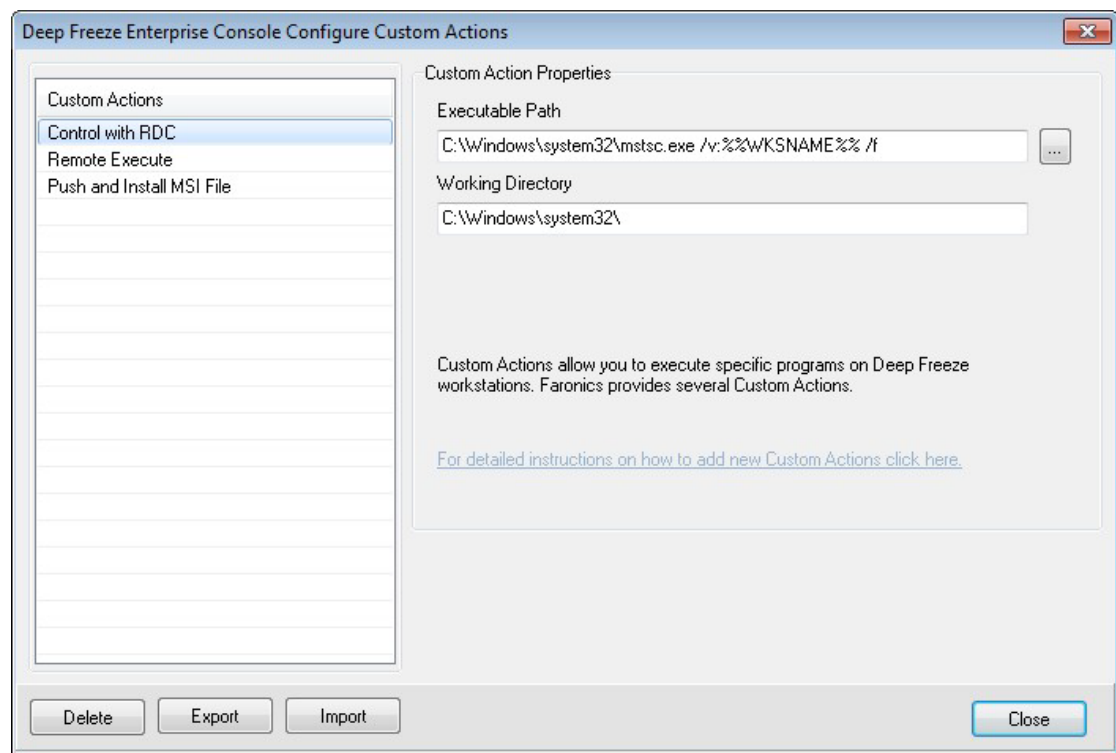 Deep Freeze Enterprise Console Configure Custom Actions
Custom Actions
Control with RDC
Remote Execute
Push and Install MSI File
Custom Action Properties
Executable Path
C:\Windows\system32\mstsc.exe /v:%%WKSNAME%% /f
...
Working Directory
C:\Windows\system32\
Custom Actions allow you to execute specific programs on Deep Freeze
workstations. Faronics provides several Custom Actions.
For detailed instructions on how to add new Custom Actions click here.
Delete
Export
Import
Close